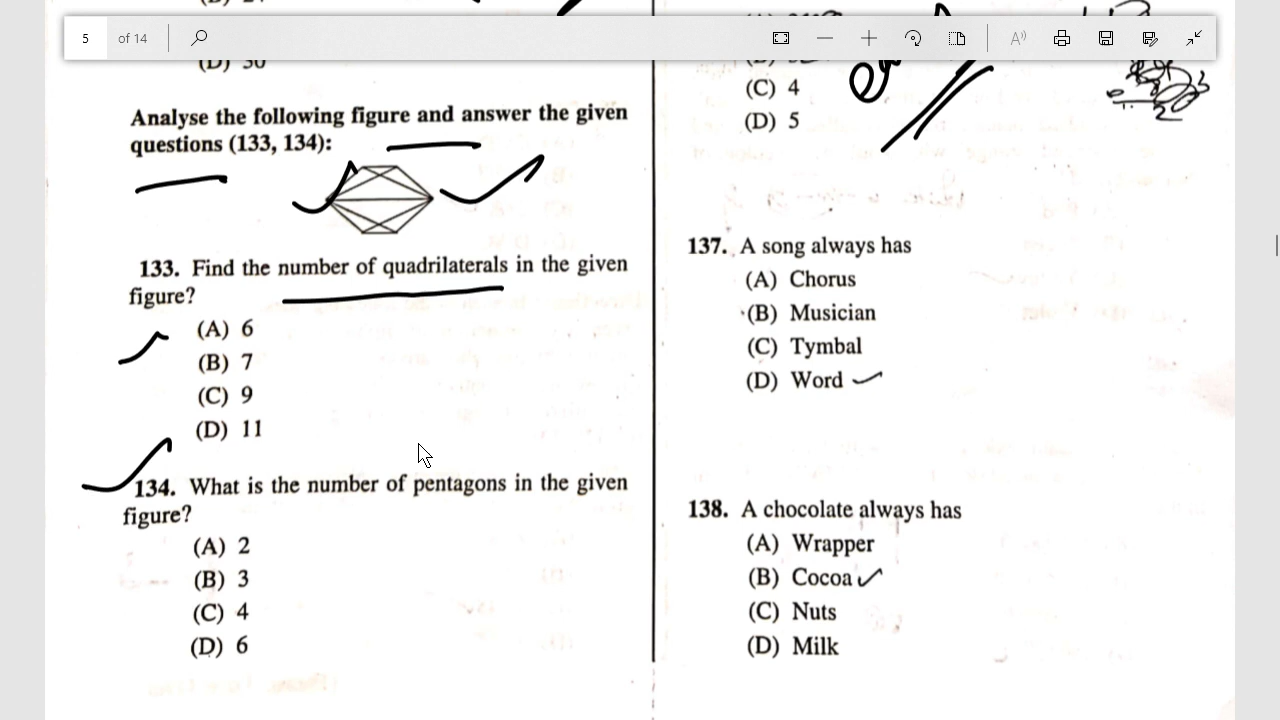 5 of 14
(D) 30
Analyse the following figure and answer the given
questions (133, 134):
133. Find the number of quadrilaterals in the given
figure?
(A) 6
(B) 7
(C) 9
(D) 11
134. What is the number of pentagons in the given
figure?
(A) 2
(B) 3
(C) 4
(D) 6
(C) 4
(D) 5
137. A song always has
(A) Chorus
(B) Musician
(C) Tymbal
(D) Word
138. A chocolate always has
(A) Wrapper
(B) Cocoa
(C) Nuts
(D) Milk